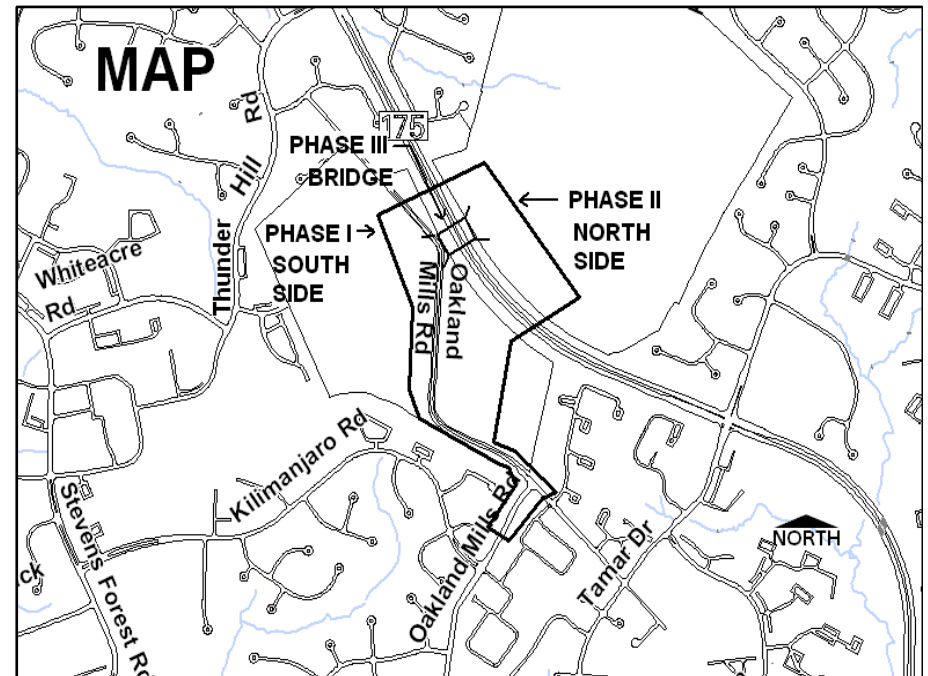 MAP
175
PHASE III
BRIDGE
PHASE II
NORTH
SIDE
PHASE I
SOUTH
SIDE
Thunder Hill Rd
Whiteacre
Rd
Oakland
Mills Rd
Kilimanjaro Rd
Stevens Forest Rd
Oakland Mills Rd
Tamar Dr
NORTH
ck